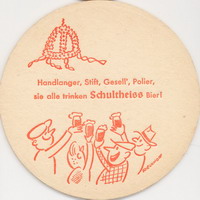 Handlanger, Stift, Gesell', Polier,
sie alle trinken Schultheiss Bier!